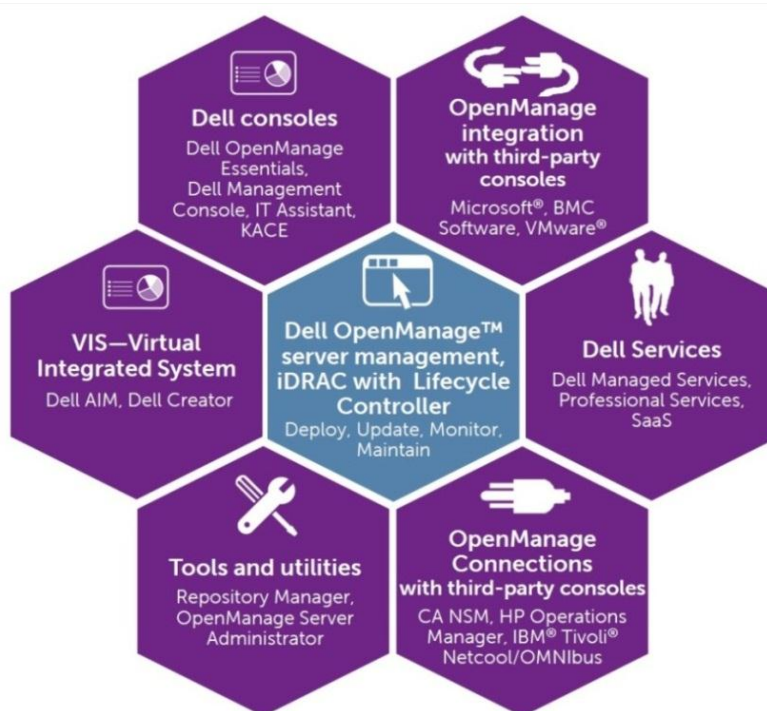 Dell consoles
Dell OpenManage
Essentials,
Dell Management
Console, IT Assistant,
KACE
OpenManage
integration
with third-party
consoles
Microsoft®, BMC
Software, VMware®
VIS—Virtual
Integrated System
Dell AIM, Dell Creator
Dell OpenManage™
server management,
iDRAC with Lifecycle
Controller
Deploy, Update, Monitor,
Maintain
Dell Services
Dell Managed Services,
Professional Services,
SaaS
Tools and utilities
Repository Manager,
OpenManage Server
Administrator
OpenManage
Connections
with third-party consoles
CA NSM, HP Operations
Manager, IBM® Tivoli®
Netcool/OMNIbus